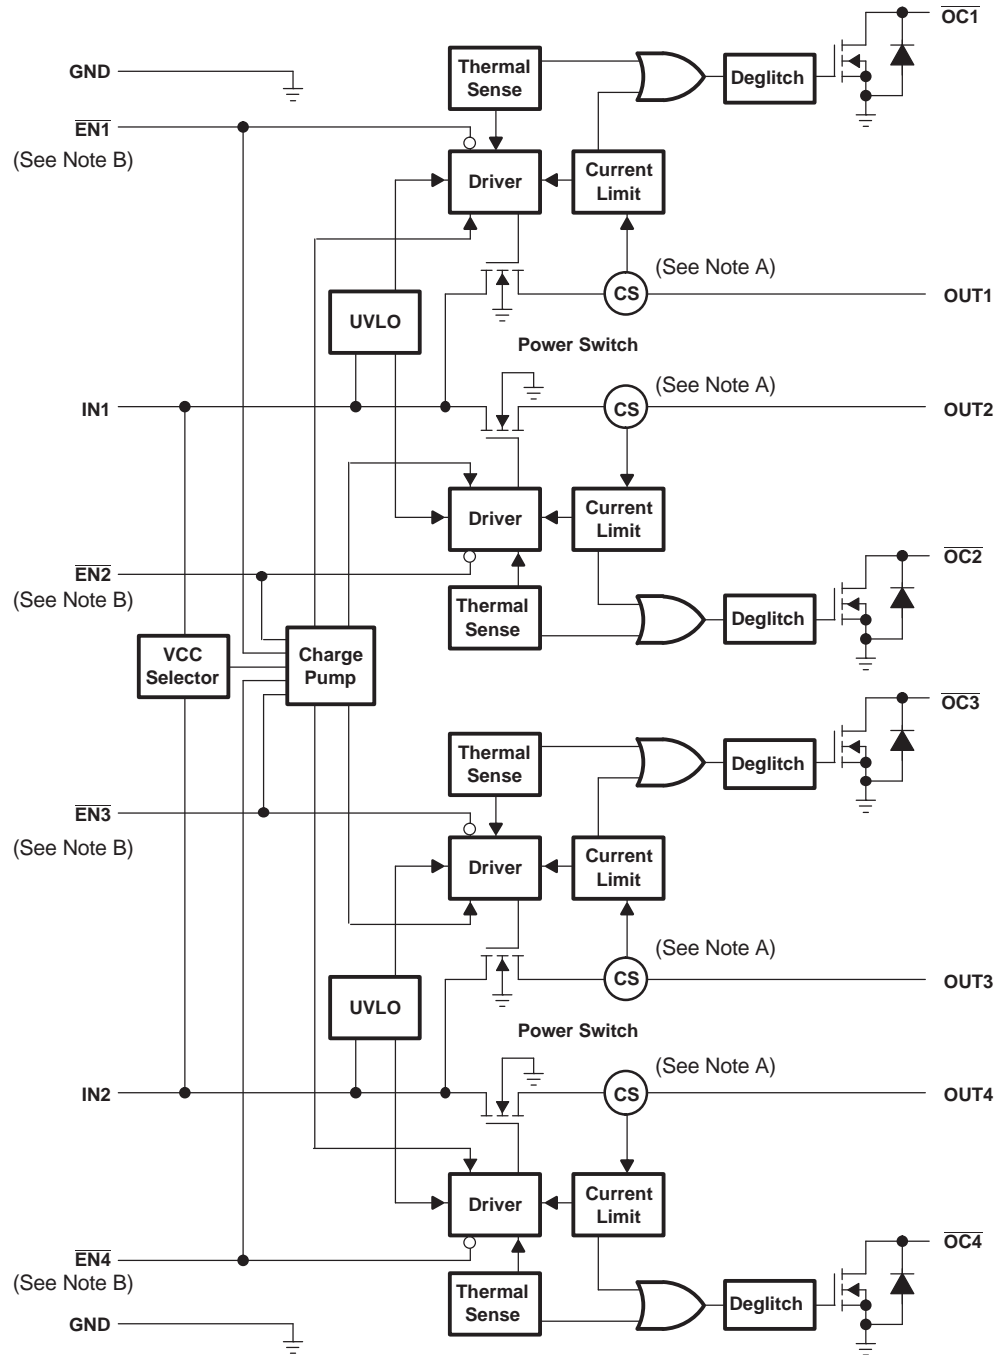 OC1
GND
Thermal
Sense
Deglitch
EN1
(See Note B)
Driver
Current
Limit
(See Note A)
CS
OUT1
UVLO
Power Switch
(See Note A)
IN1
CS
OUT2
Driver
Current
Limit
EN2
(See Note B)
OC2
Thermal
Sense
Deglitch
VCC
Selector
Charge
Pump
OC3
Thermal
Sense
Deglitch
EN3
(See Note B)
Driver
Current
Limit
(See Note A)
CS
OUT3
UVLO
Power Switch
(See Note A)
IN2
CS
OUT4
Driver
Current
Limit
EN4
(See Note B)
OC4
Thermal
Sense
Deglitch
GND